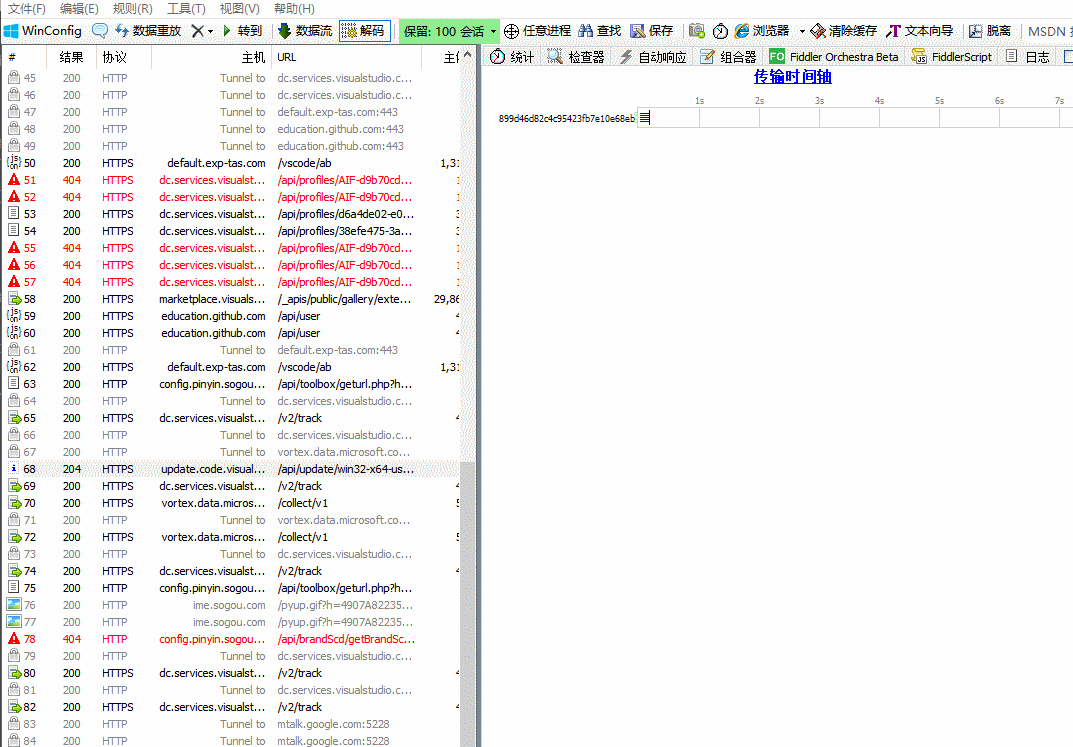 文件(F) 编辑(E) 规则(R) 工具(T) 视图(V) 帮助(H)
WinConfig 数据重放 转到 数据流 解码 保留: 100 会话 任意进程 查找 保存 浏览器 清除缓存 文本向导 脱离 MSDN
# 结果 协议 主机 URL
统计 检查器 自动响应 组合器 FO Fiddler Orchestra Beta FiddlerScript 日志
传输时间轴
1s 2s 3s 4s 5s 6s 7s
899d46d82c4c95423fb7e10e68eb
45 200 HTTP Tunnel to dc.services.visualstudio.c...
46 200 HTTP Tunnel to dc.services.visualstudio.c...
47 200 HTTP Tunnel to default.exp-tas.com:443
48 200 HTTP Tunnel to education.github.com:443
49 200 HTTP Tunnel to education.github.com:443
50 200 HTTPS default.exp-tas.com /vscode/ab 1,31
51 404 HTTPS dc.services.visualst... /api/profiles/AIF-d9b70cd...
52 404 HTTPS dc.services.visualst... /api/profiles/AIF-d9b70cd...
53 200 HTTPS dc.services.visualst... /api/profiles/d6a4de02-e0...
54 200 HTTPS dc.services.visualst... /api/profiles/38efe475-3a...
55 404 HTTPS dc.services.visualst... /api/profiles/AIF-d9b70cd...
56 404 HTTPS dc.services.visualst... /api/profiles/AIF-d9b70cd...
57 404 HTTPS dc.services.visualst... /api/profiles/AIF-d9b70cd...
58 200 HTTPS marketplace.visuals... /_apis/public/gallery/exte... 29,86
59 200 HTTPS education.github.com /api/user
60 200 HTTPS education.github.com /api/user
61 200 HTTP Tunnel to default.exp-tas.com:443
62 200 HTTPS default.exp-tas.com /vscode/ab 1,31
63 200 HTTP config.pinyin.sogou... /api/toolbox/geturl.php?h...
64 200 HTTP Tunnel to dc.services.visualstudio.c...
65 200 HTTPS dc.services.visualst... /v2/track
66 200 HTTP Tunnel to dc.services.visualstudio.c...
67 200 HTTP Tunnel to vortex.data.microsoft.co...
68 204 HTTPS update.code.visual... /api/update/win32-x64-us...
69 200 HTTPS dc.services.visualst... /v2/track
70 200 HTTPS vortex.data.micros... /collect/v1
71 200 HTTP Tunnel to vortex.data.microsoft.co...
72 200 HTTPS vortex.data.micros... /collect/v1
73 200 HTTP Tunnel to dc.services.visualstudio.c...
74 200 HTTPS dc.services.visualst... /v2/track
75 200 HTTP config.pinyin.sogou... /api/toolbox/geturl.php?h...
76 200 HTTP ime.sogou.com /pyup.gif?h=4907A82235...
77 200 HTTP ime.sogou.com /pyup.gif?h=4907A82235...
78 404 HTTP config.pinyin.sogou... /api/brandScd/getBrandSc...
79 200 HTTP Tunnel to dc.services.visualstudio.c...
80 200 HTTPS dc.services.visualst... /v2/track
81 200 HTTP Tunnel to dc.services.visualstudio.c...
82 200 HTTPS dc.services.visualst... /v2/track
83 200 HTTP Tunnel to mtalk.google.com:5228
84 200 HTTP Tunnel to mtalk.google.com:5228